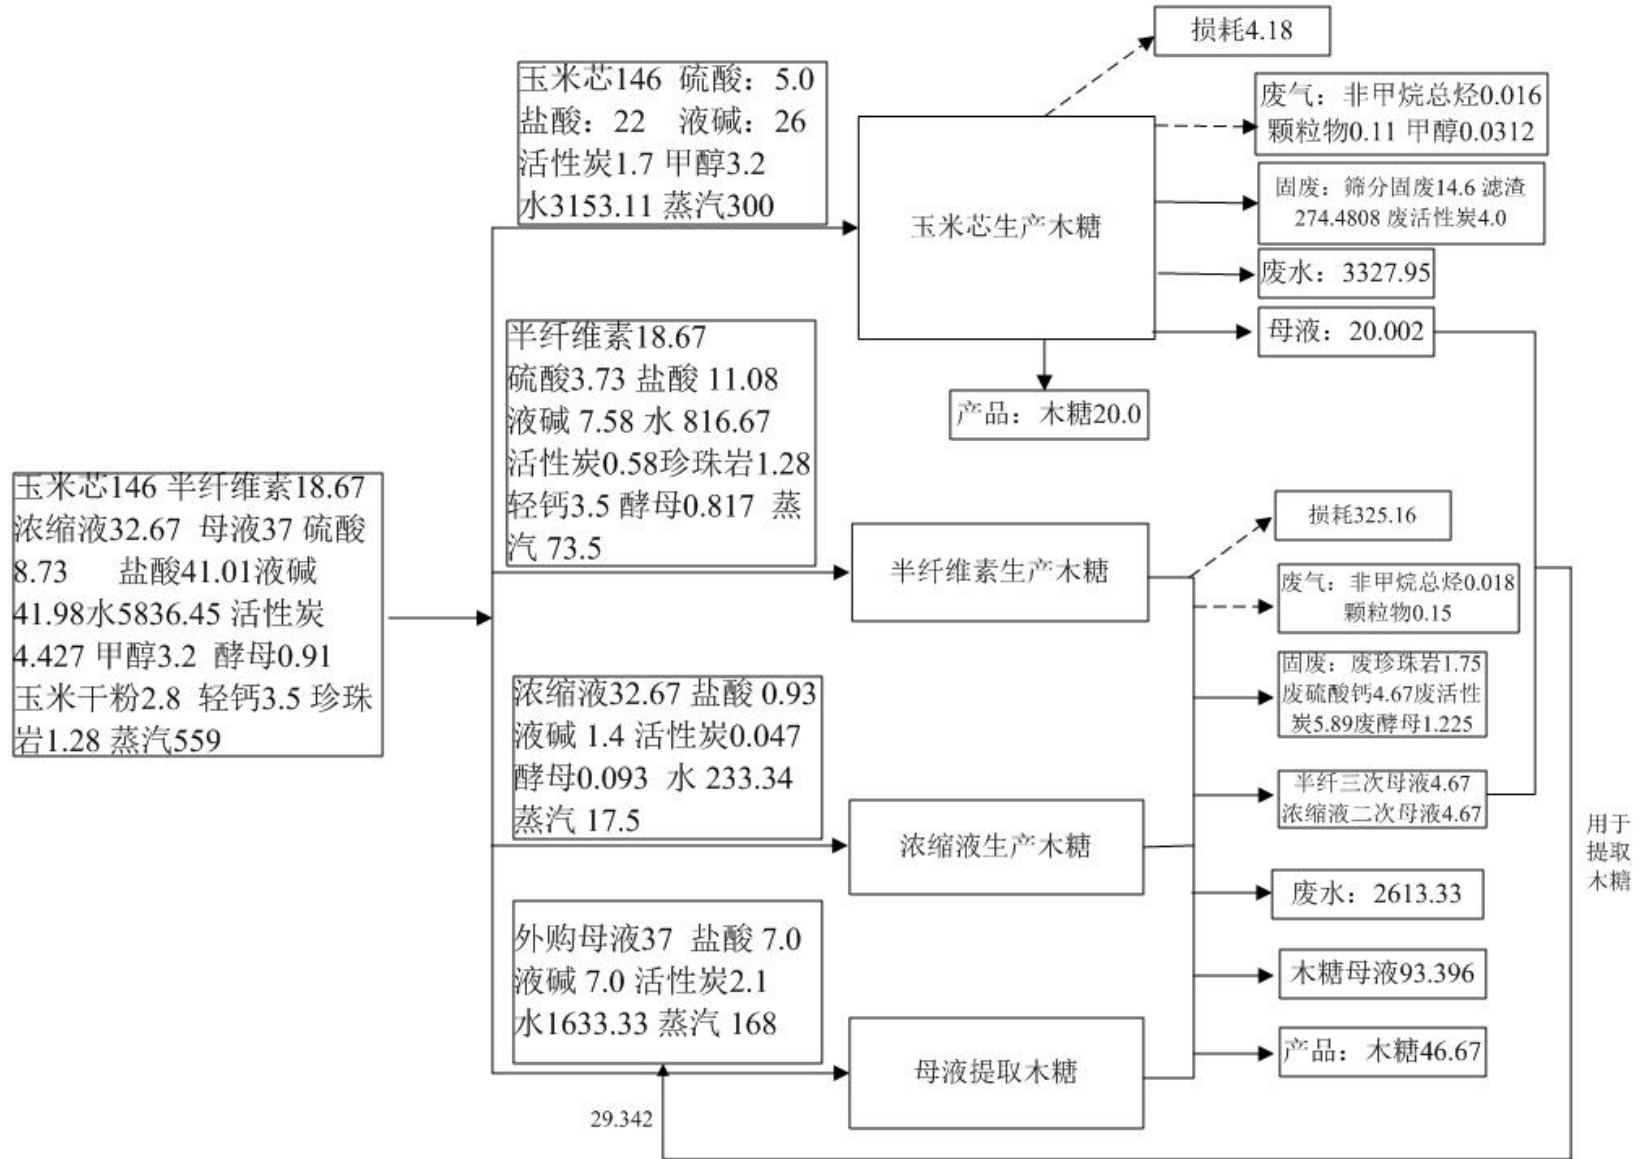 损耗4.18
玉米芯146 硫酸：5.0
盐酸：22 液碱：26
活性炭1.7 甲醇3.2
水3153.11 蒸汽300
废气：非甲烷总烃0.016
颗粒物0.11 甲醇0.0312
玉米芯生产木糖
固废：筛分固废14.6 滤渣
274.4808 废活性炭4.0
废水：3327.95
母液：20.002
产品：木糖20.0
半纤维素18.67
硫酸3.73 盐酸 11.08
液碱 7.58 水 816.67
活性炭0.58珍珠岩1.28
轻钙3.5 酵母0.817 蒸
汽 73.5
玉米芯146 半纤维素18.67
浓缩液32.67 母液37 硫酸
8.73 盐酸41.01液碱
41.98水5836.45 活性炭
4.427 甲醇3.2 酵母0.91
玉米干粉2.8 轻钙3.5 珍珠
岩1.28 蒸汽559
半纤维素生产木糖
损耗325.16
废气：非甲烷总烃0.018
颗粒物0.15
固废：废珍珠岩1.75
废硫酸钙4.67废活性
炭5.89废酵母1.225
浓缩液32.67 盐酸 0.93
液碱 1.4 活性炭0.047
酵母0.093 水 233.34
蒸汽 17.5
浓缩液生产木糖
半纤三次母液4.67
浓缩液二次母液4.67
用于
提取
木糖
废水：2613.33
外购母液37 盐酸 7.0
液碱 7.0 活性炭2.1
水1633.33 蒸汽 168
木糖母液93.396
母液提取木糖
产品：木糖46.67
29.342